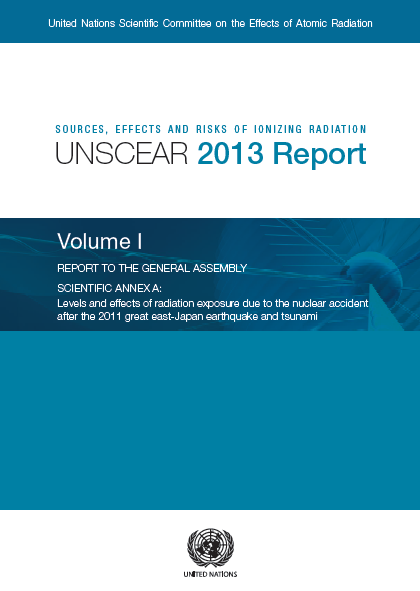 United Nations Scientific Committee on the Effects of Atomic Radiation
SOURCES, EFFECTS AND RISKS OF IONIZING RADIATION
UNSCEAR 2013 Report
Volume I
REPORT TO THE GENERAL ASSEMBLY
SCIENTIFIC ANNEX A:
Levels and effects of radiation exposure due to the nuclear accident
after the 2011 great east-Japan earthquake and tsunami
UNITED NATIONS